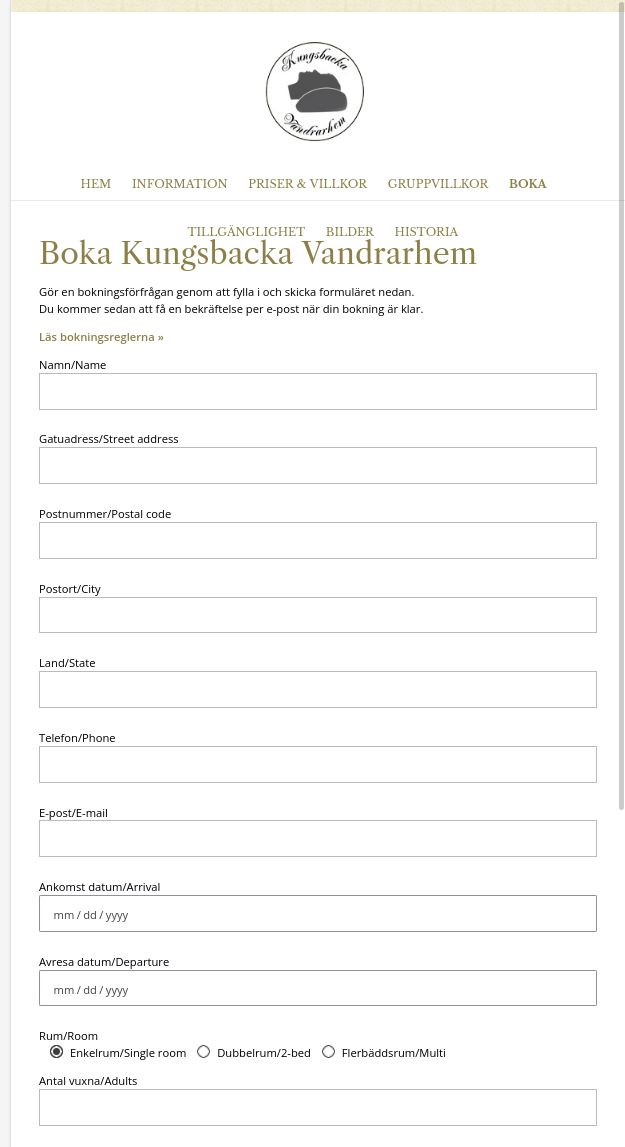 Kungsbacka
Vandrarhem
HEM INFORMATION PRISER & VILLKOR GRUPPVILLKOR BOKA
TILLGÄNGLIGHET BILDER HISTORIA
Boka Kungsbacka Vandrarhem
Gör en bokningsförfrågan genom att fylla i och skicka formuläret nedan.
Du kommer sedan att få en bekräftelse per e-post när din bokning är klar.
Läs bokningsreglerna »
Namn/Name
Gatuadress/Street address
Postnummer/Postal code
Postort/City
Land/State
Telefon/Phone
E-post/E-mail
Ankomst datum/Arrival
mm / dd / yyyy
Avresa datum/Departure
mm / dd / yyyy
Rum/Room
Enkelrum/Single room Dubbelrum/2-bed Flerbäddsrum/Multi
Antal vuxna/Adults